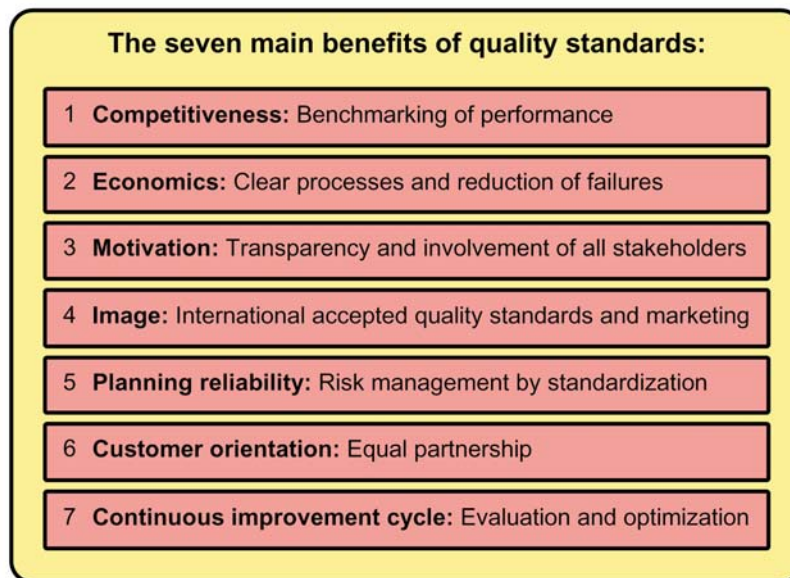 The seven main benefits of quality standards:
1 Competitiveness: Benchmarking of performance
2 Economics: Clear processes and reduction of failures
3 Motivation: Transparency and involvement of all stakeholders
4 Image: International accepted quality standards and marketing
5 Planning reliability: Risk management by standardization
6 Customer orientation: Equal partnership
7 Continuous improvement cycle: Evaluation and optimization